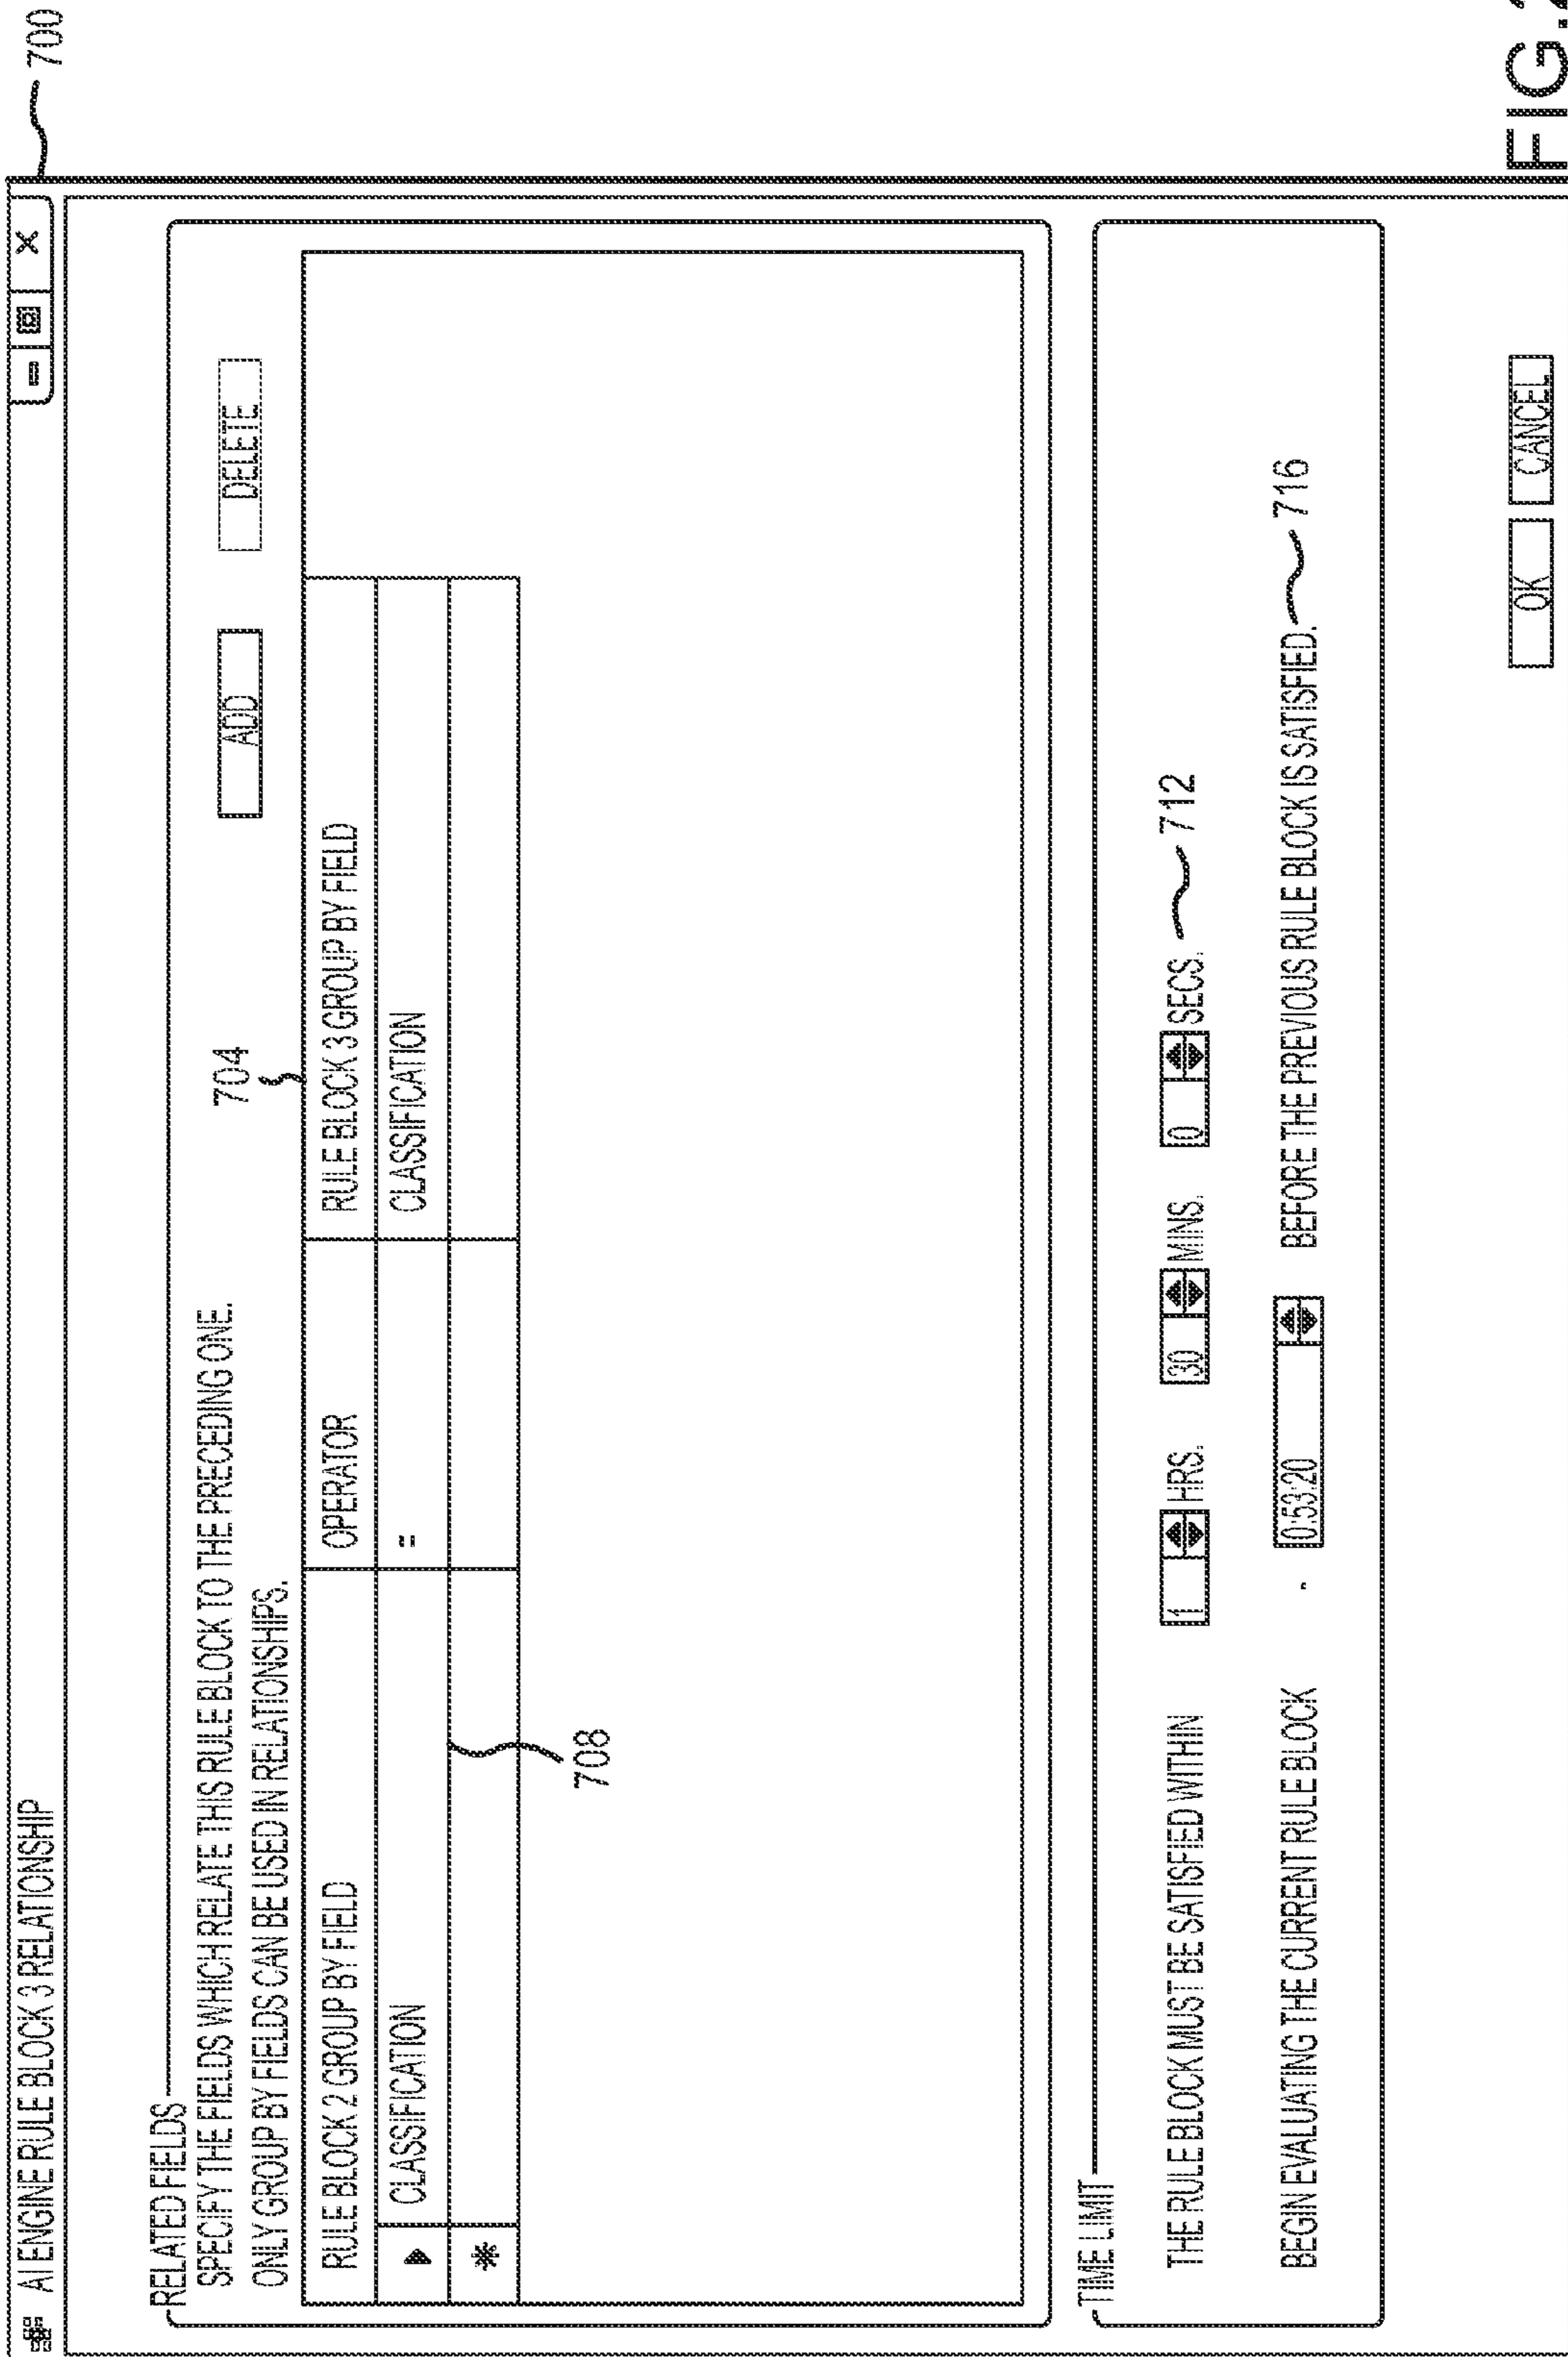 700
AI ENGINE RULE BLOCK 3 RELATIONSHIP
RELATED FIELDS
SPECIFY THE FIELDS WHICH RELATE THIS RULE BLOCK TO THE PRECEDING ONE.
ONLY GROUP BY FIELDS CAN BE USED IN RELATIONSHIPS.
704
ADD DELETE
RULE BLOCK 2 GROUP BY FIELD OPERATOR RULE BLOCK 3 GROUP BY FIELD
CLASSIFICATION = CLASSIFICATION
*
708
TIME LIMIT
THE RULE BLOCK MUST BE SATISFIED WITHIN 1 HRS. 30 MINS. 0 SECS. 712
BEGIN EVALUATING THE CURRENT RULE BLOCK - 0:53:20 BEFORE THE PREVIOUS RULE BLOCK IS SATISFIED. 716
OK CANCEL
FIG.